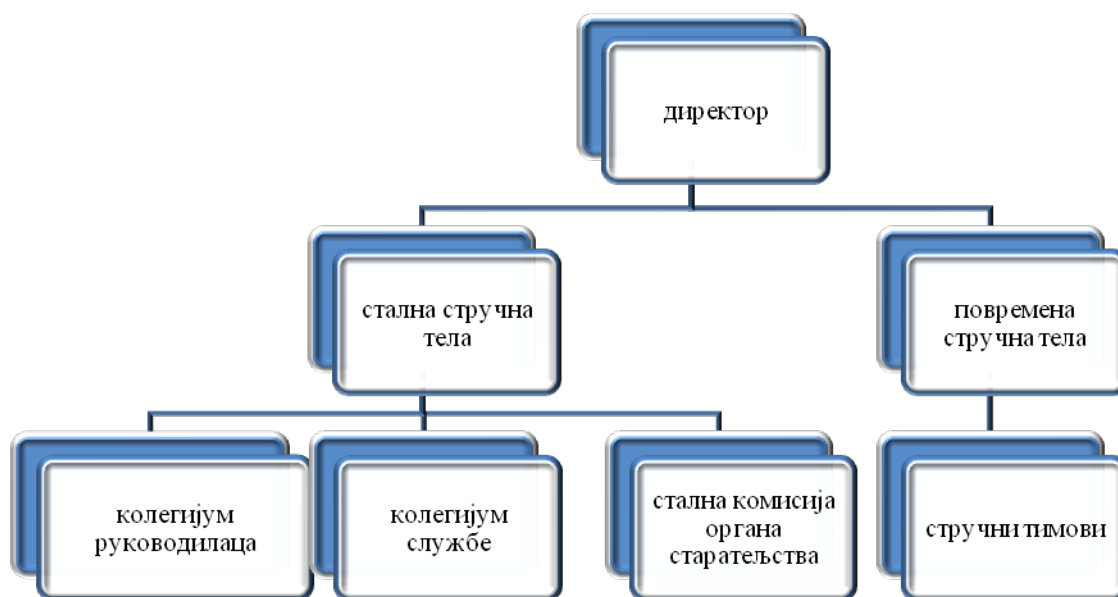 директор
стална стручна
тела
повремена
стручна тела
колегијум
руководилаца
колегијум
службе
стална комисија
органа
старатељства
стручни тимови